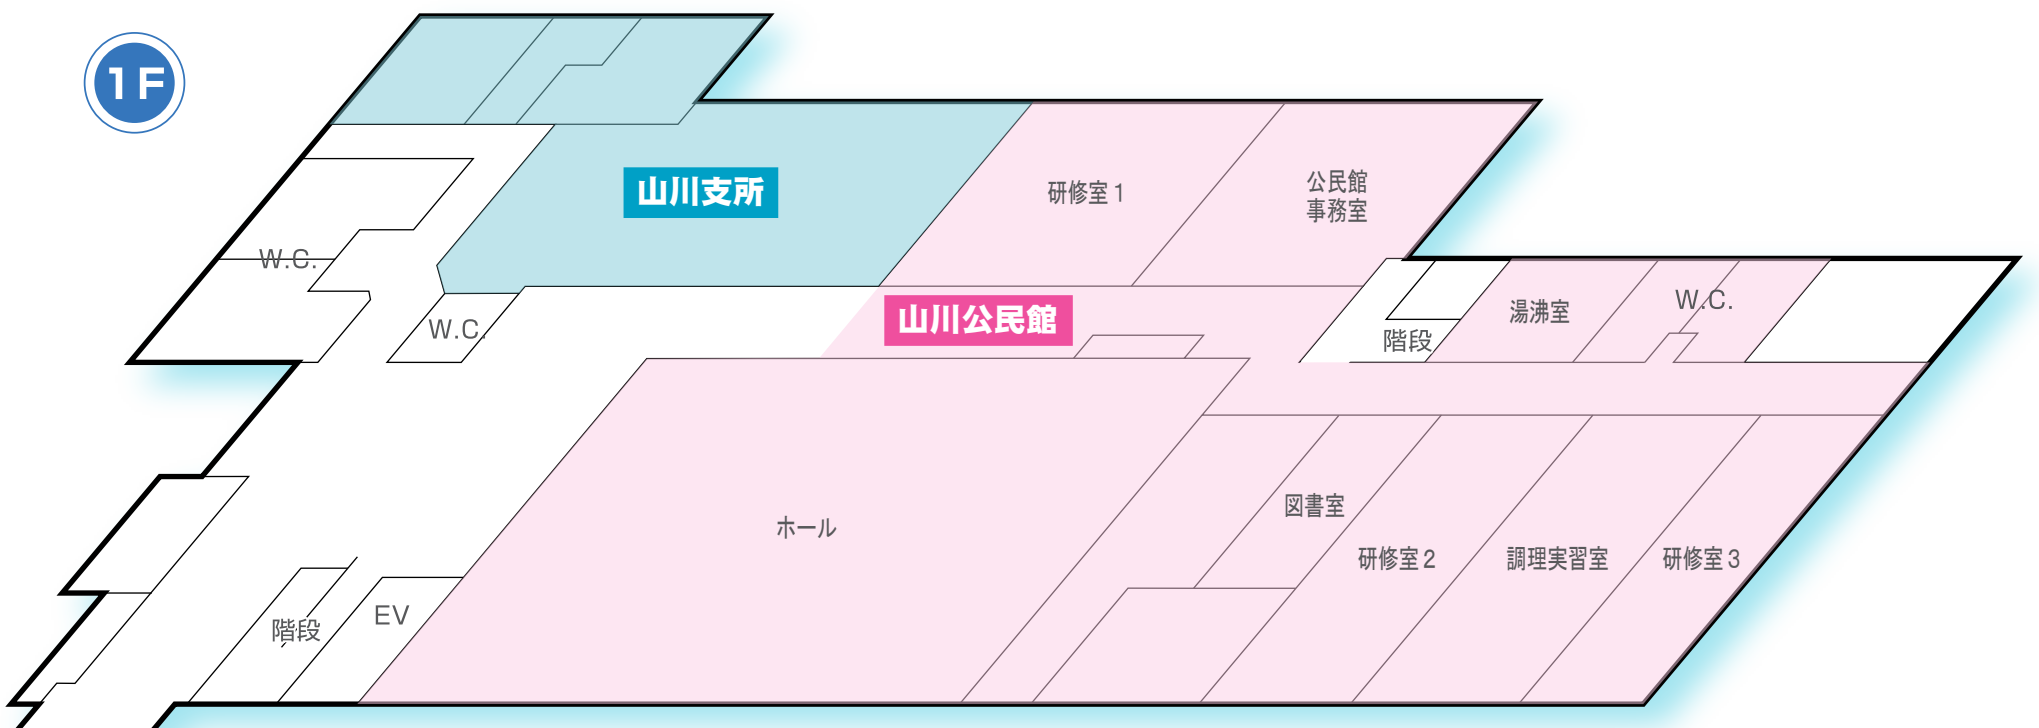 1F
山川支所
研修室1
公民館
事務室
W.C.
W.C.
山川公民館
階段
湯沸室
W.C.
ホール
図書室
研修室2
調理実習室
研修室3
階段
EV